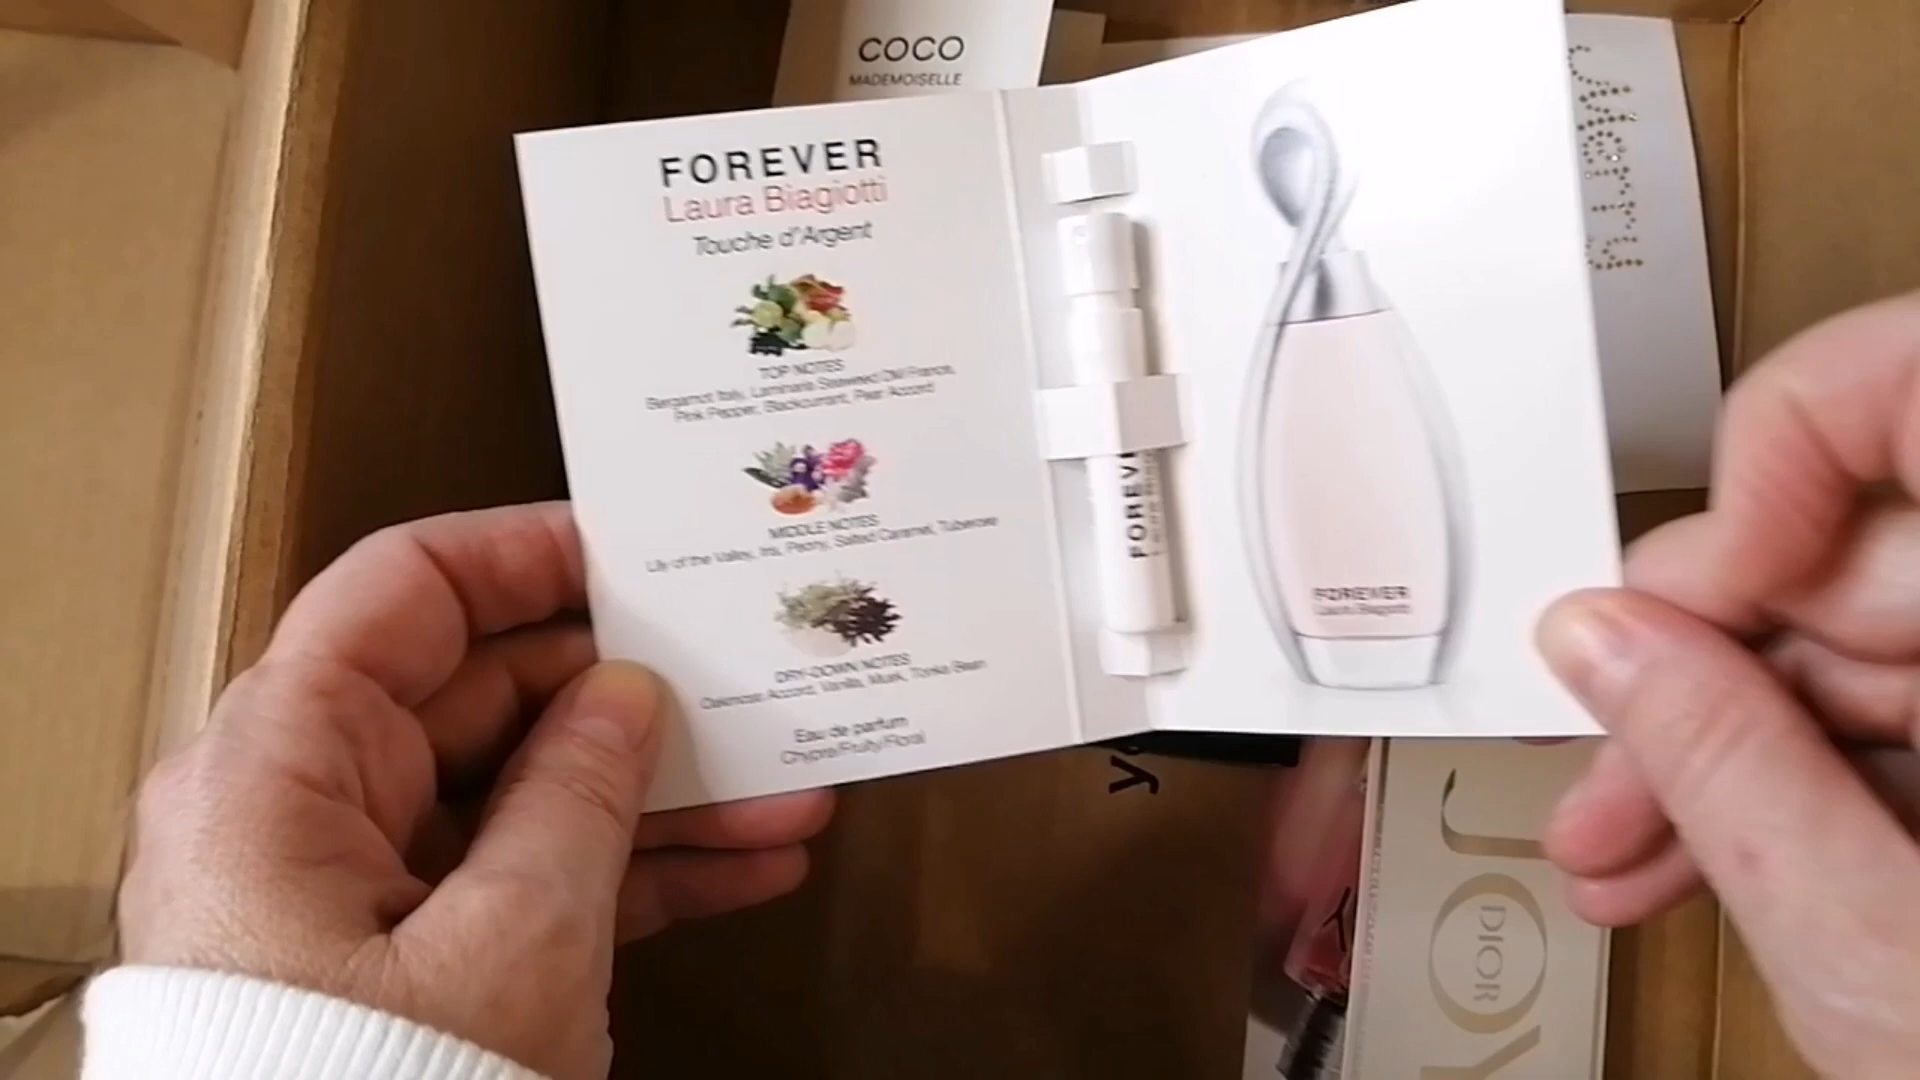 COCO
MADEMOISELLE
FOREVER
Laura Biagiotti
Touche d'Argent
TOP NOTES
Bergamot Italy, Laminaria Seaweed OM France,
Pink Pepper, Blackcurrant, Pear Accord
MIDDLE NOTES
Lily of the Valley, Iris, Peony, Salted Caramel, Tuberose
DRY-DOWN NOTES
Oakmoss Accord, Vanilla, Musk, Tonka Bean
Eau de parfum
Chypre/Fruity/Floral
FOREV
FOREVER
Laura Biagiotti
y
JOY
DIOR